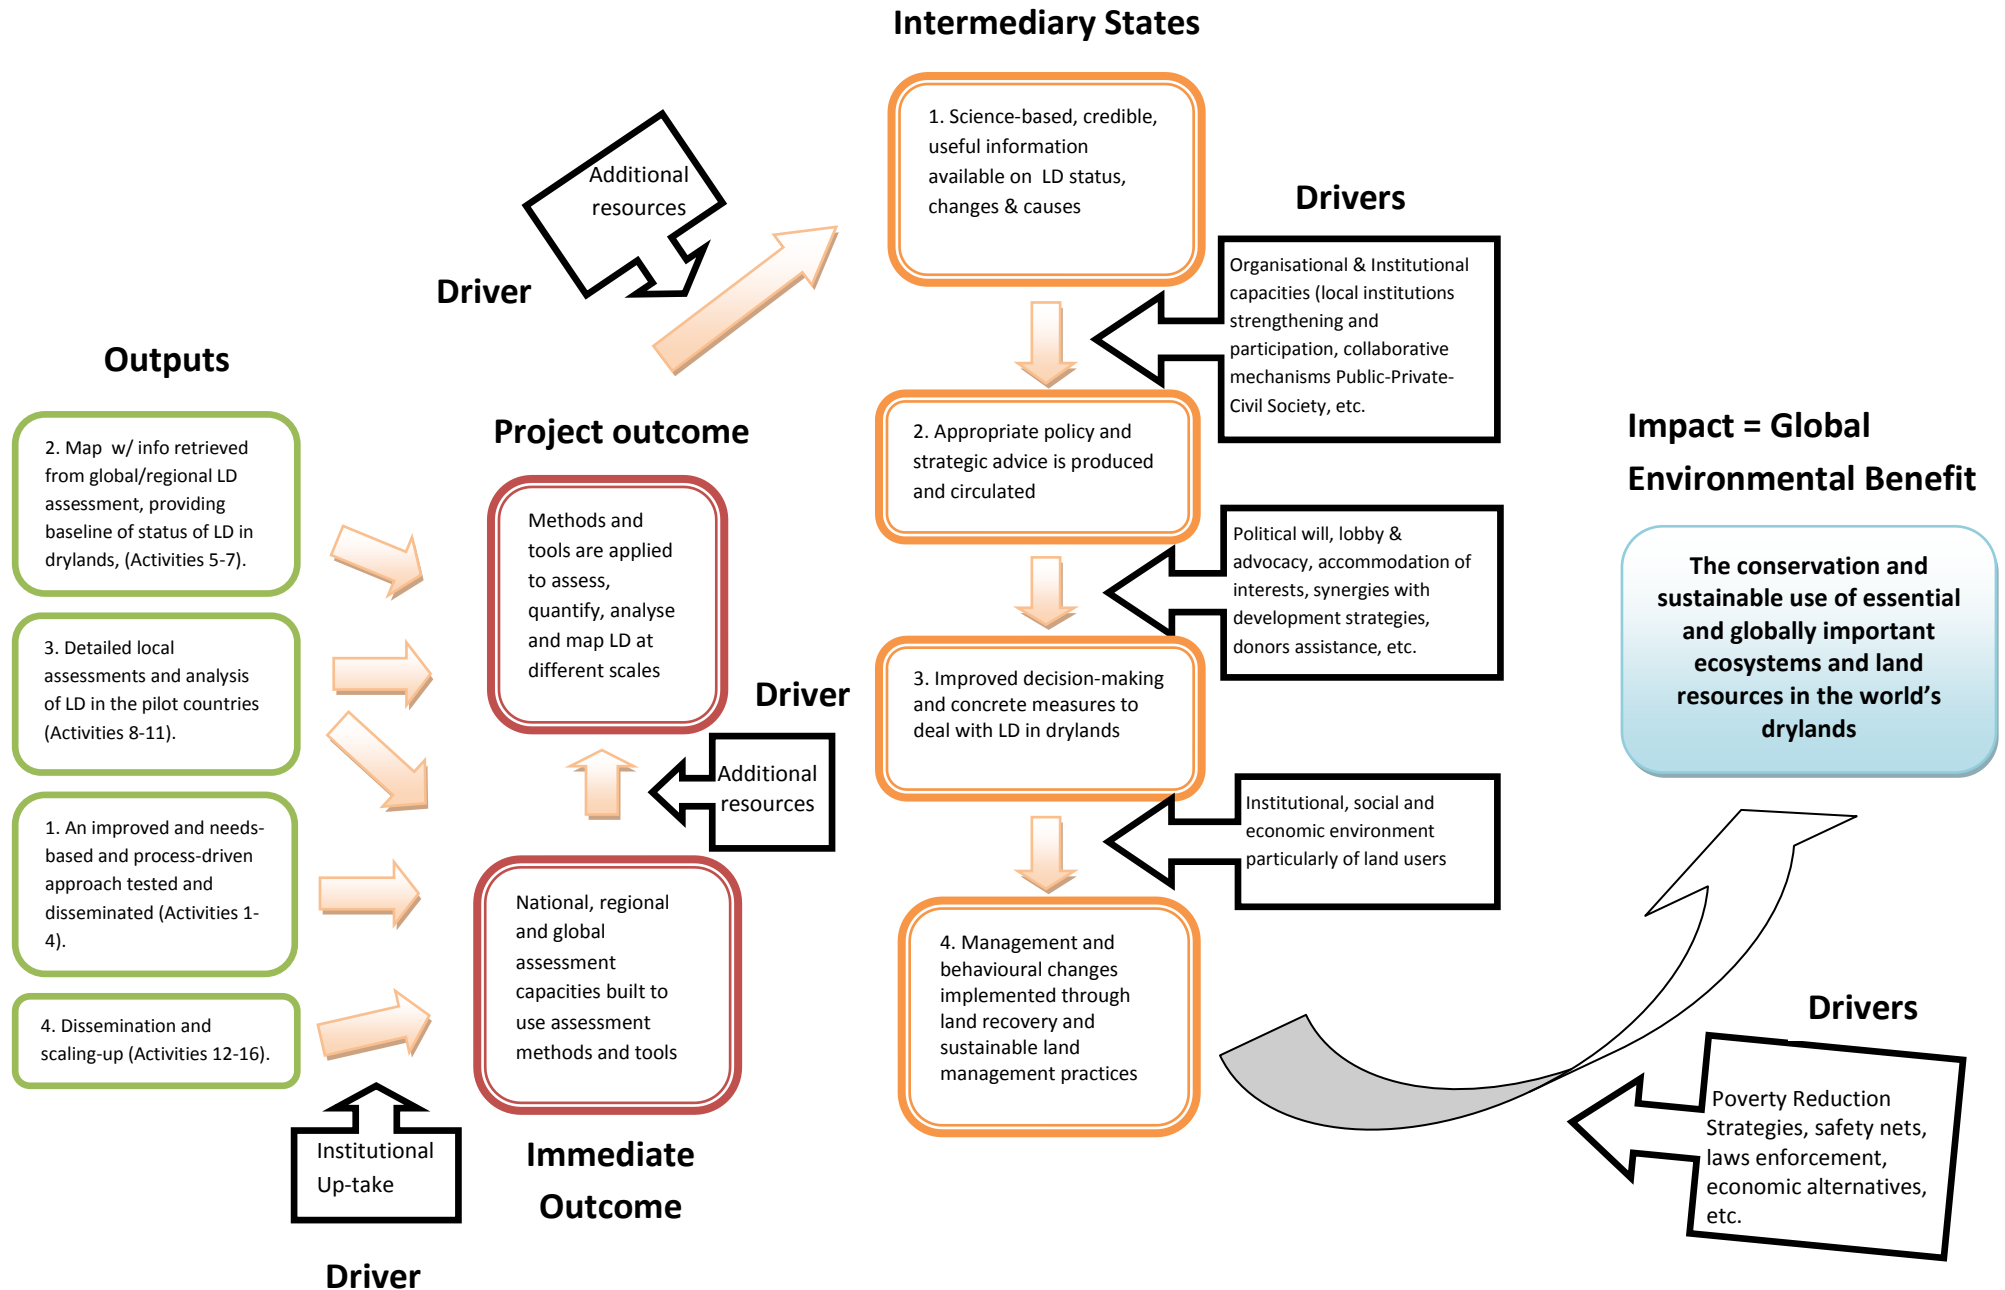 Intermediary States
1. Science-based, credible,
useful information
available on  LD status,
changes & causes
Additional
resources
Driver
Drivers
Organisational & Institutional
capacities (local institutions
strengthening and
participation, collaborative
mechanisms Public-Private-
Civil Society, etc.
Outputs
2. Map  w/ info retrieved
from global/regional LD
assessment, providing
baseline of status of LD in
drylands, (Activities 5-7).
3. Detailed local
assessments and analysis
of LD in the pilot countries
(Activities 8-11).
1. An improved and needs-
based and process-driven
approach tested and
disseminated (Activities 1-
4).
4. Dissemination and
scaling-up (Activities 12-16).
Institutional
Up-take
Driver
Project outcome
Methods and
tools are applied
to assess,
quantify, analyse
and map LD at
different scales
Driver
Additional
resources
National, regional
and global
assessment
capacities built to
use assessment
methods and tools
Immediate
Outcome
2. Appropriate policy and
strategic advice is produced
and circulated
Political will, lobby &
advocacy, accommodation of
interests, synergies with
development strategies,
donors assistance, etc.
3. Improved decision-making
and concrete measures to
deal with LD in drylands
Institutional, social and
economic environment
particularly of land users
4. Management and
behavioural changes
implemented through
land recovery and
sustainable land
management practices
Impact = Global
Environmental Benefit
The conservation and
sustainable use of essential
and globally important
ecosystems and land
resources in the world's
drylands
Drivers
Poverty Reduction
Strategies, safety nets,
laws enforcement,
economic alternatives,
etc.